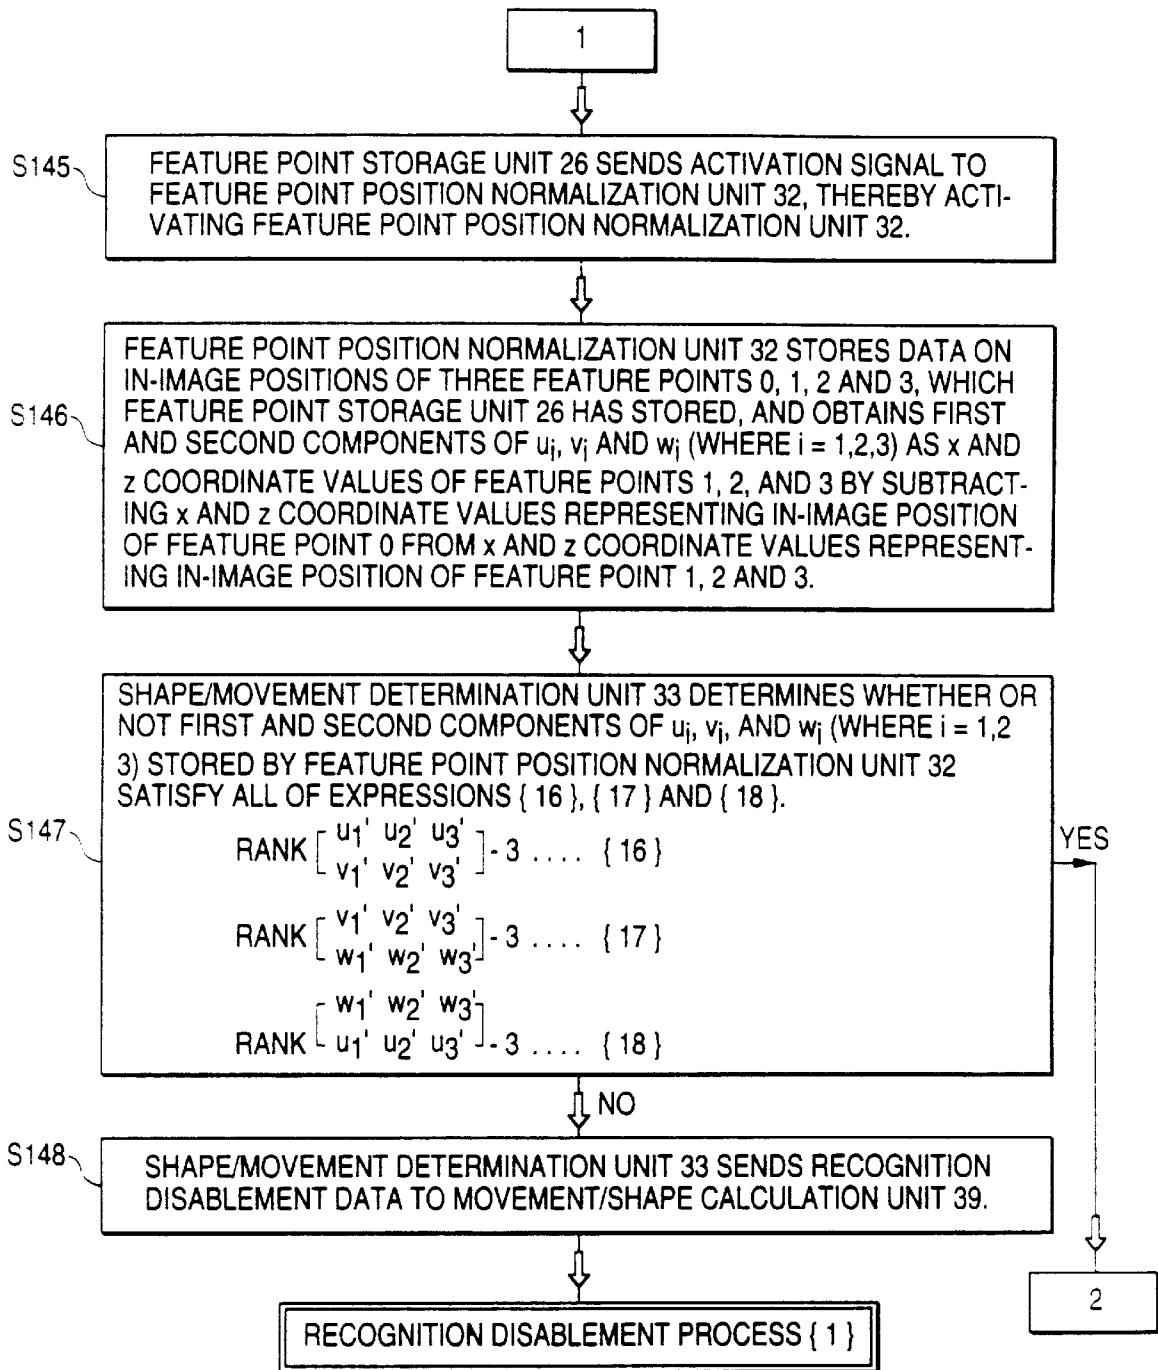 1
S145
FEATURE POINT STORAGE UNIT 26 SENDS ACTIVATION SIGNAL TO
FEATURE POINT POSITION NORMALIZATION UNIT 32, THEREBY ACTI-
VATING FEATURE POINT POSITION NORMALIZATION UNIT 32.
S146
FEATURE POINT POSITION NORMALIZATION UNIT 32 STORES DATA ON
IN-IMAGE POSITIONS OF THREE FEATURE POINTS 0, 1, 2 AND 3, WHICH
FEATURE POINT STORAGE UNIT 26 HAS STORED, AND OBTAINS FIRST
AND SECOND COMPONENTS OF ui, vi AND wi (WHERE i = 1,2,3) AS x AND
z COORDINATE VALUES OF FEATURE POINTS 1, 2, AND 3 BY SUBTRACT-
ING x AND z COORDINATE VALUES REPRESENTING IN-IMAGE POSITION
OF FEATURE POINT 0 FROM x AND z COORDINATE VALUES REPRESENT-
ING IN-IMAGE POSITION OF FEATURE POINT 1, 2 AND 3.
S147
SHAPE/MOVEMENT DETERMINATION UNIT 33 DETERMINES WHETHER OR
NOT FIRST AND SECOND COMPONENTS OF ui, vi, AND wi (WHERE i = 1,2
3) STORED BY FEATURE POINT POSITION NORMALIZATION UNIT 32
SATISFY ALL OF EXPRESSIONS { 16 }, { 17 } AND { 18 }.
u1' u2' u3'
RANK [ ] - 3 .... { 16 }
v1' v2' v3'
v1' v2' v3'
RANK [ ] - 3 .... { 17 }
w1' w2' w3'
w1' w2' w3'
RANK [ u1' u2' u3' ] - 3 .... { 18 }
YES
NO
S148
SHAPE/MOVEMENT DETERMINATION UNIT 33 SENDS RECOGNITION
DISABLEMENT DATA TO MOVEMENT/SHAPE CALCULATION UNIT 39.
2
RECOGNITION DISABLEMENT PROCESS { 1 }